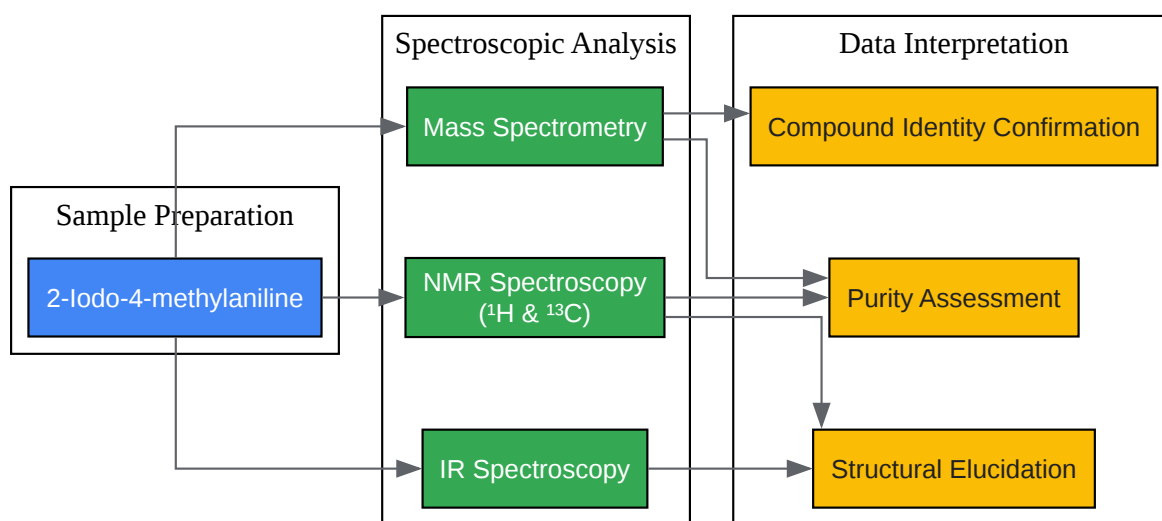 Sample Preparation
2-Iodo-4-methylaniline
Spectroscopic Analysis
Mass Spectrometry
NMR Spectroscopy
(¹H & ¹³C)
IR Spectroscopy
Data Interpretation
Compound Identity Confirmation
Purity Assessment
Structural Elucidation